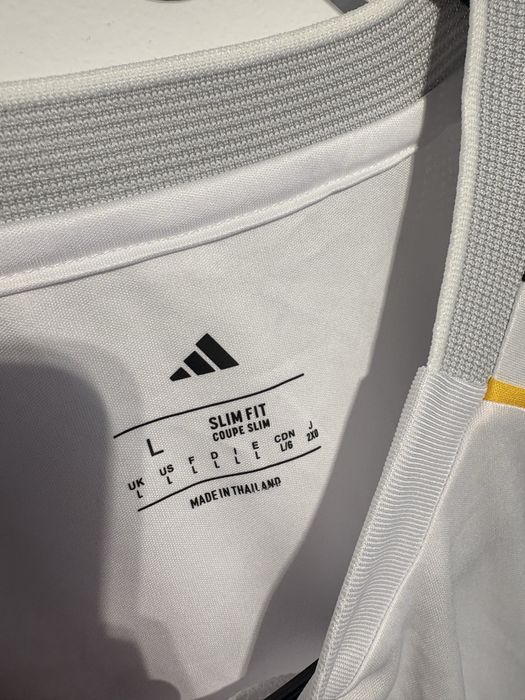 L SLIM FIT
COUPE SLIM
UK US F D I E CDN J
L L L L L L L/G 2XO
MADE IN THAILAND